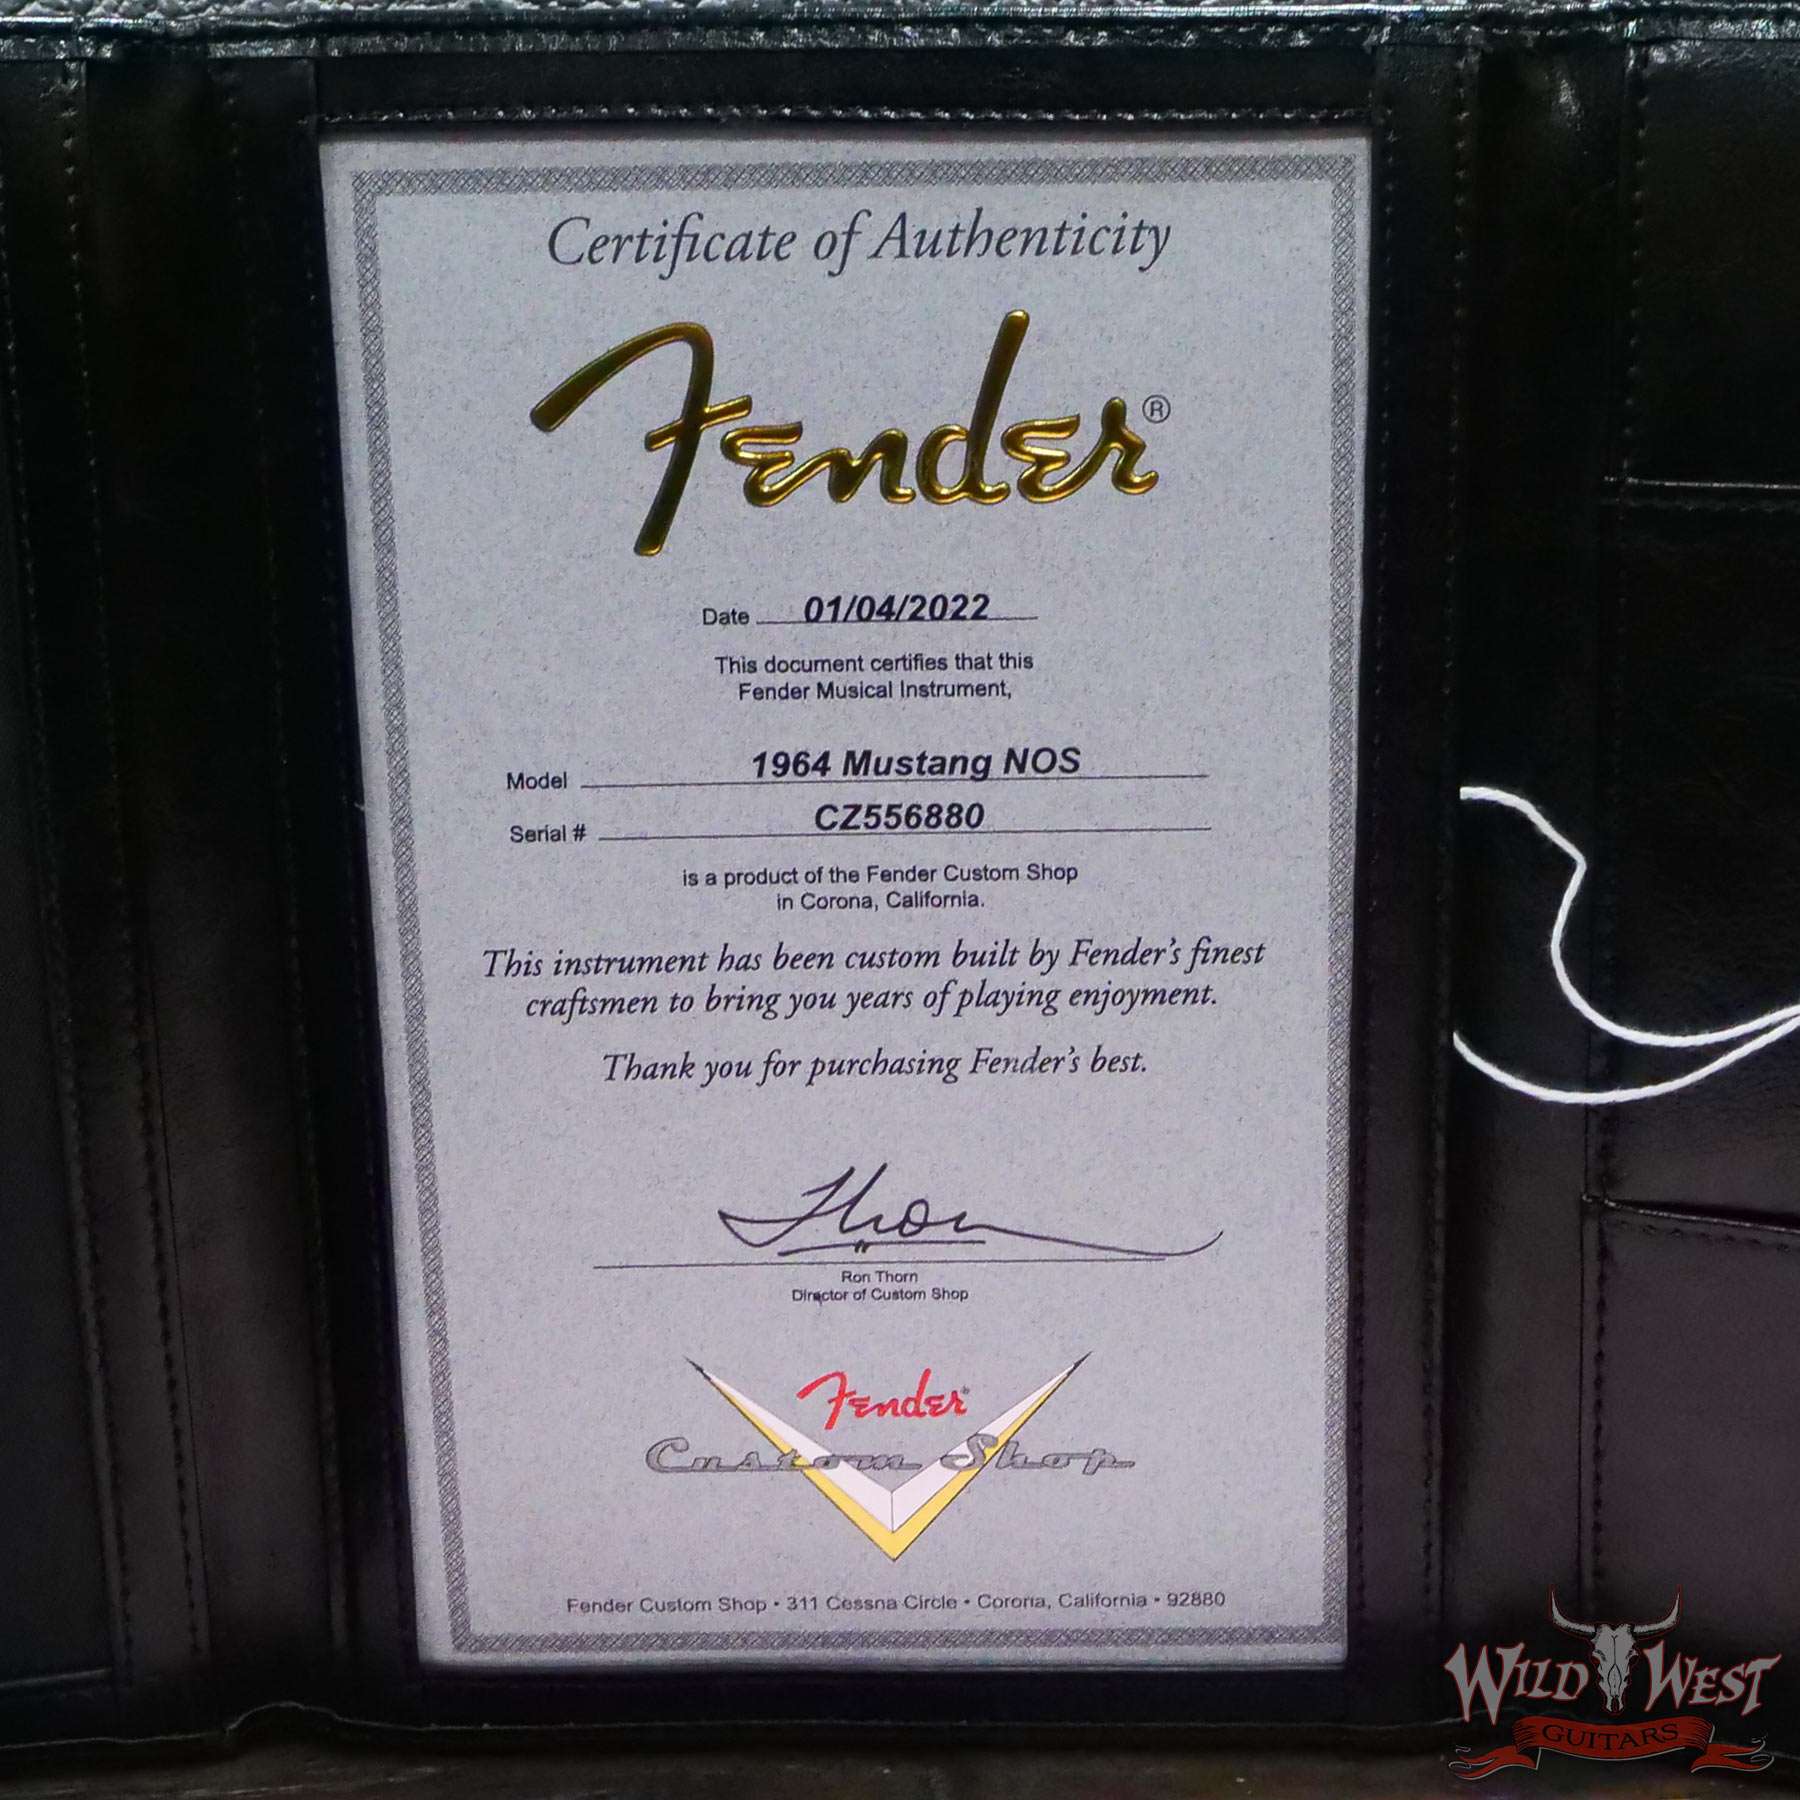 Certificate of Authenticity
Fender®
Date 01/04/2022
This document certifies that this
Fender Musical Instrument,
Model 1964 Mustang NOS
Serial # CZ556880
is a product of the Fender Custom Shop
in Corona, California.
This instrument has been custom built by Fender's finest
craftsmen to bring you years of playing enjoyment.
Thank you for purchasing Fender's best.
Thorn
Ron Thorn
Director of Custom Shop
Fender®
Custom Shop
Fender Custom Shop • 311 Cessna Circle • Corona, California • 92880
WILD WEST
GUITARS